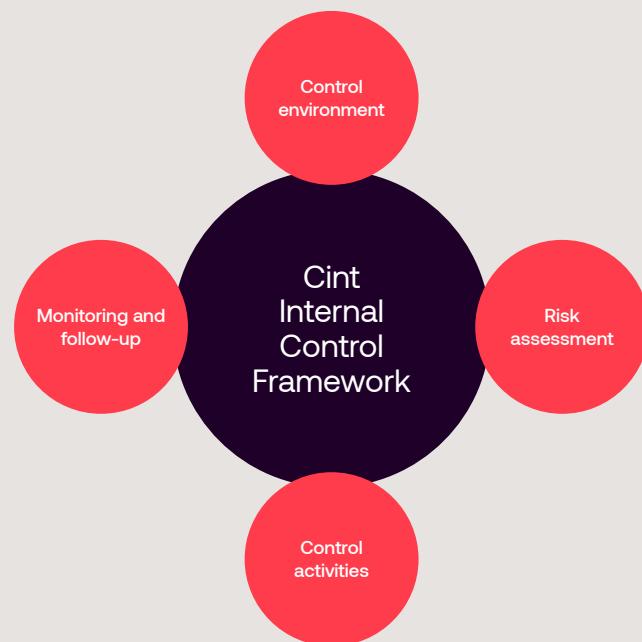 Control
environment
Cint
Internal
Control
Framework
Monitoring and
follow-up
Risk
assessment
Control
activities